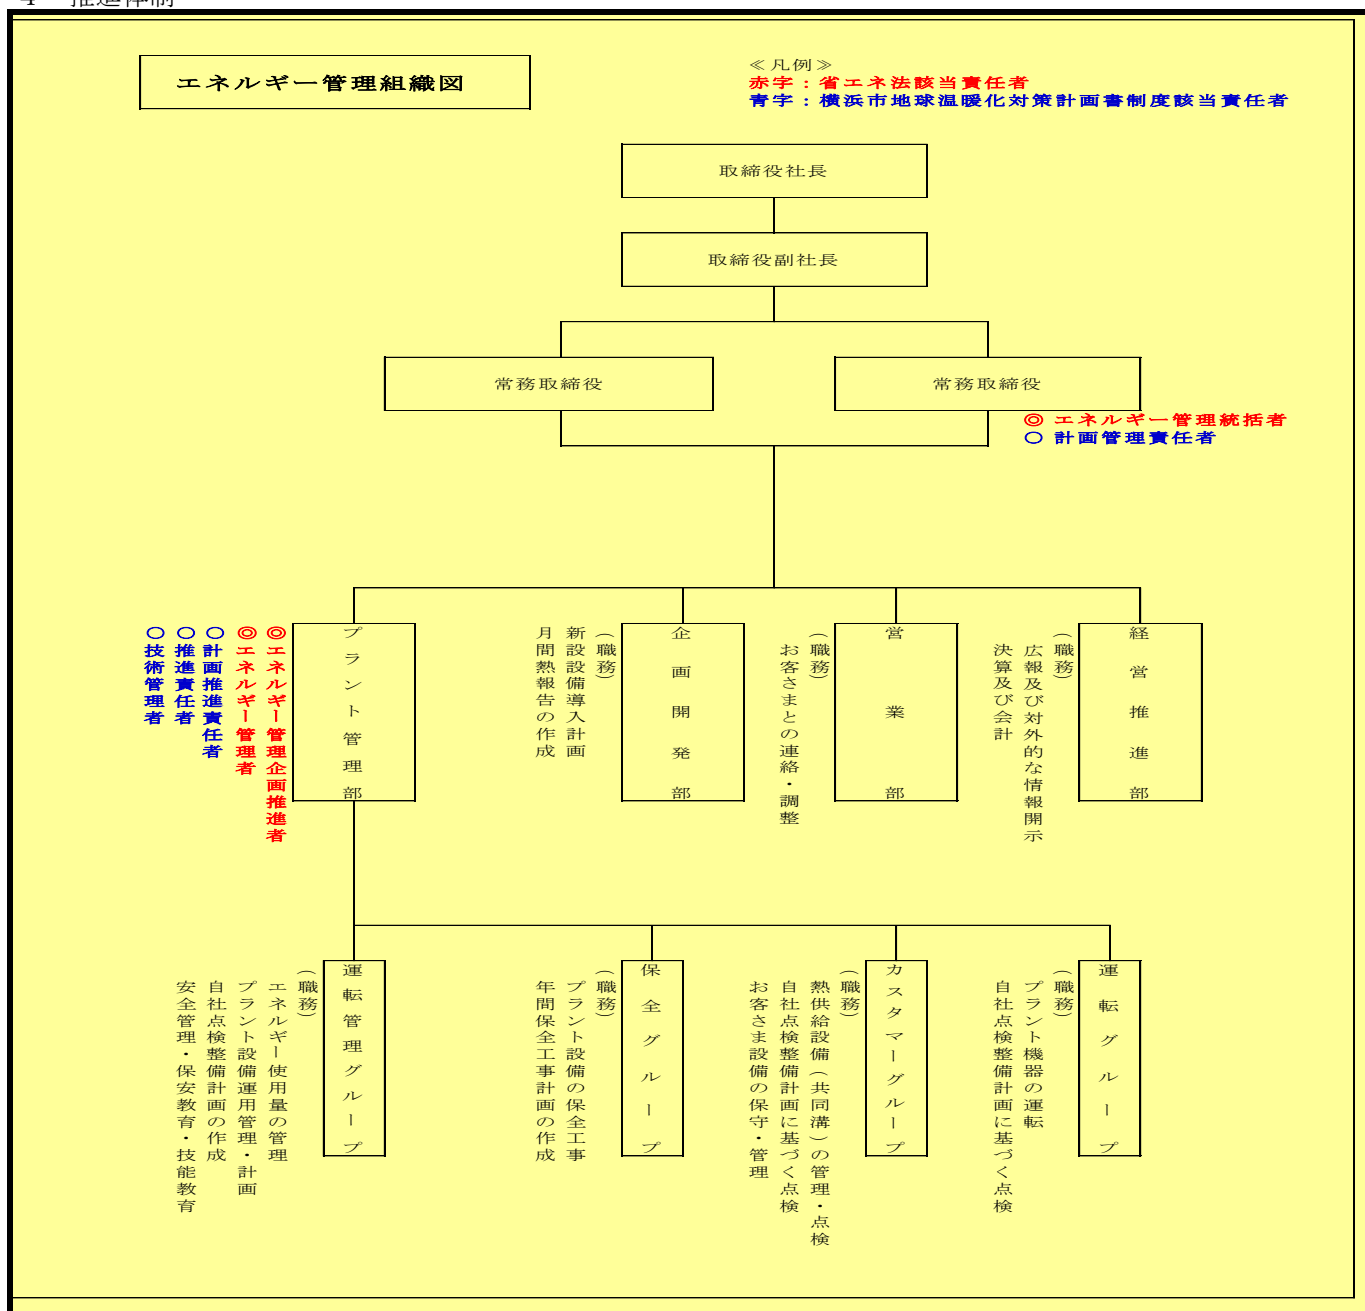 4 推進体制
エネルギー管理組織図
≪凡例≫
赤字：省エネ法該当責任者
青字：横浜市地球温暖化対策計画書制度該当責任者
取締役社長
取締役副社長
常務取締役
常務取締役
◎ エネルギー管理統括者
○ 計画管理責任者
経営推進部
（職務）
広報及び対外的な情報開示
決算及び会計
営業部
（職務）
お客さまとの連絡・調整
企画開発部
（職務）
新設設備導入計画
月間熱報告の作成
プラント管理部
◎エネルギー管理企画推進者
◎エネルギー管理者
○計画推進責任者
○推進責任者
○技術管理者
運転グループ
（職務）
プラント機器の運転
自社点検整備計画に基づく点検
カスタマーグループ
（職務）
熱供給設備（共同溝）の管理・点検
自社点検整備計画に基づく点検
お客さま設備の保守・管理
保全グループ
（職務）
プラント設備の保全工事
年間保全工事計画の作成
運転管理グループ
（職務）
エネルギー使用量の管理
プラント設備運用管理・計画
自社点検整備計画の作成
安全管理・保安教育・技能教育